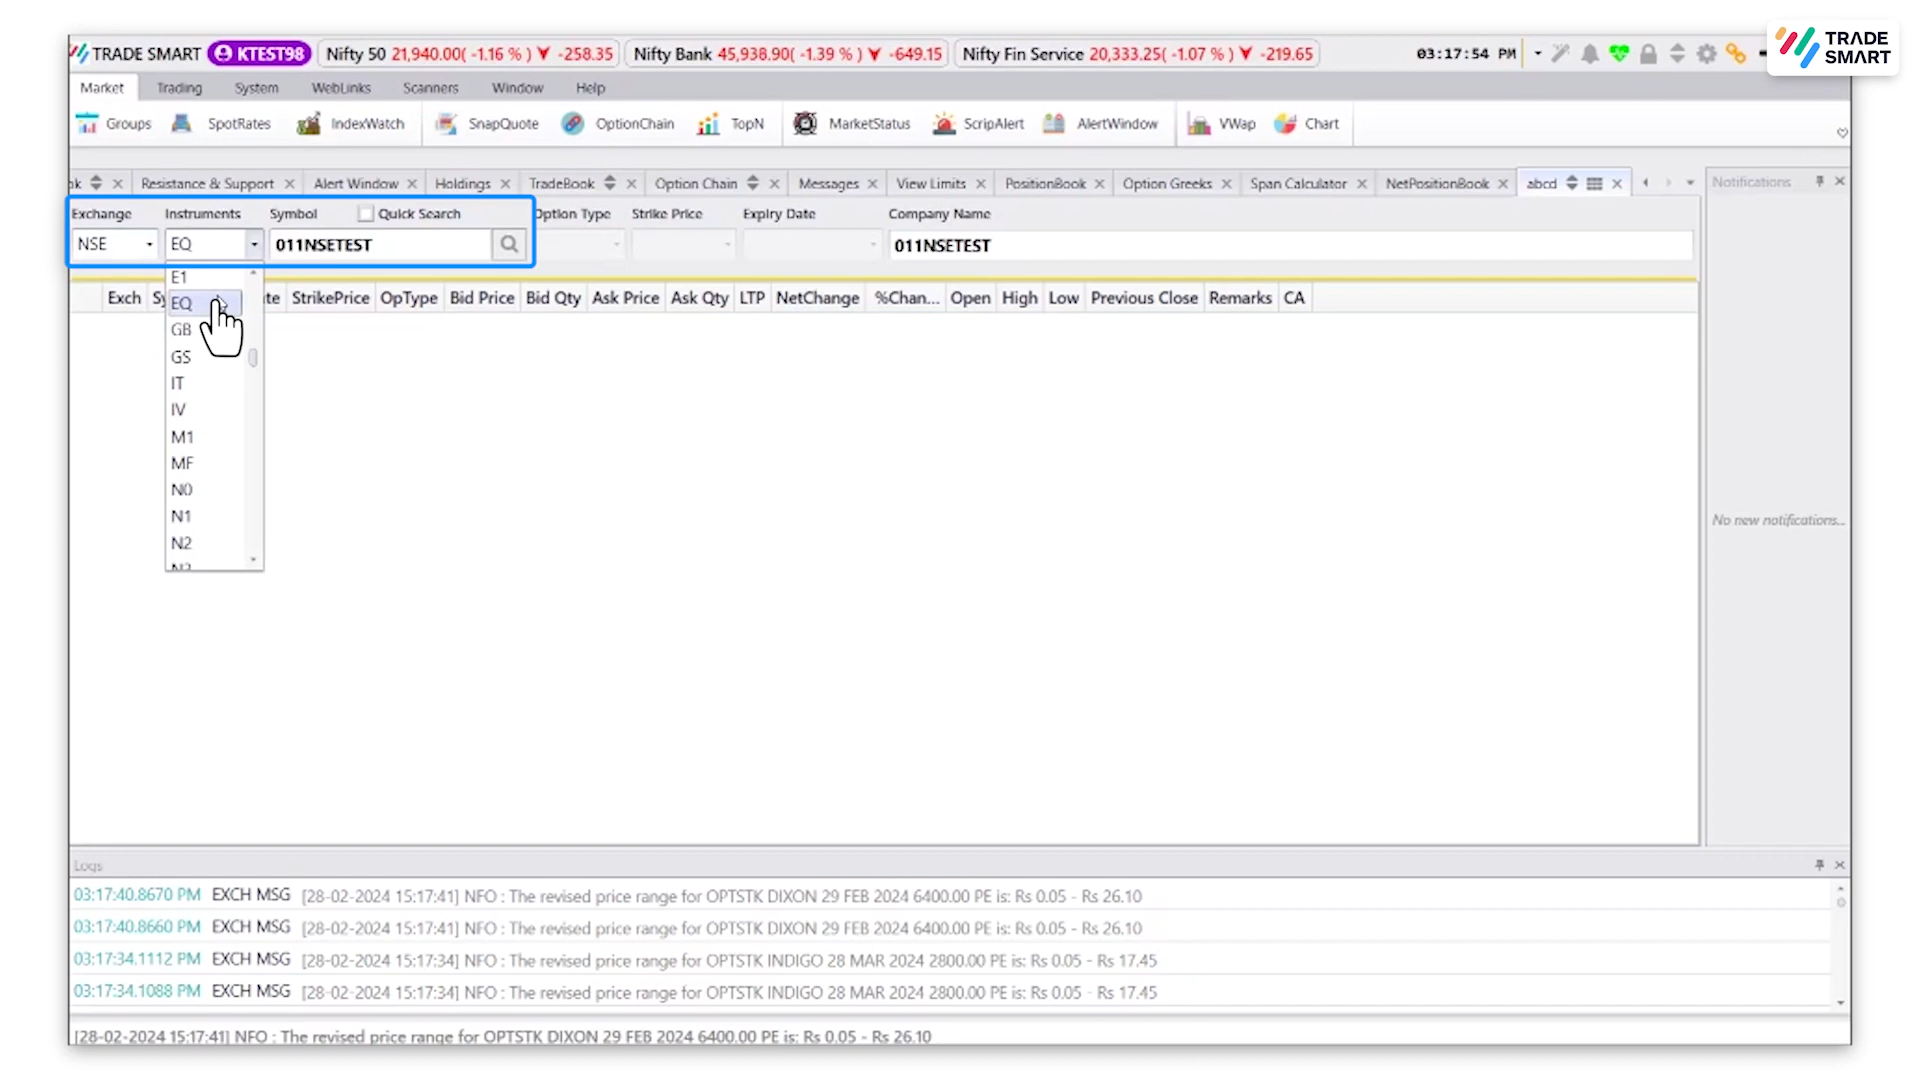 TRADE SMART KTEST98 Nifty 50 21,940.00( -1.16 % ) -258.35 Nifty Bank 45,938.90( -1.39 % ) -649.15 Nifty Fin Service 20,333.25( -1.07 % ) -219.65 03:17:54 PM
TRADE
SMART
Market Trading System WebLinks Scanners Window Help
Groups SpotRates IndexWatch SnapQuote OptionChain TopN MarketStatus ScripAlert AlertWindow VWap Chart
Resistance & Support Alert Window Holdings TradeBook Option Chain Messages View Limits PositionBook Option Greeks Span Calculator NetPositionBook abcd Notifications
Exchange Instruments Symbol Quick Search Option Type Strike Price Expiry Date Company Name
NSE EQ 011NSETEST 011NSETEST
Exch StrikePrice OpType Bid Price Bid Qty Ask Price Ask Qty LTP NetChange %Chan... Open High Low Previous Close Remarks CA
E1
EQ
GB
GS
IT
IV
M1
MF
N0
N1
N2
N3
No new notifications...
Logs
03:17:40.8670 PM EXCH MSG [28-02-2024 15:17:41] NFO : The revised price range for OPTSTK DIXON 29 FEB 2024 6400.00 PE is: Rs 0.05 - Rs 26.10
03:17:40.8660 PM EXCH MSG [28-02-2024 15:17:41] NFO : The revised price range for OPTSTK DIXON 29 FEB 2024 6400.00 PE is: Rs 0.05 - Rs 26.10
03:17:34.1112 PM EXCH MSG [28-02-2024 15:17:34] NFO : The revised price range for OPTSTK INDIGO 28 MAR 2024 2800.00 PE is: Rs 0.05 - Rs 17.45
03:17:34.1088 PM EXCH MSG [28-02-2024 15:17:34] NFO : The revised price range for OPTSTK INDIGO 28 MAR 2024 2800.00 PE is: Rs 0.05 - Rs 17.45
[28-02-2024 15:17:41] NFO : The revised price range for OPTSTK DIXON 29 FEB 2024 6400.00 PE is: Rs 0.05 - Rs 26.10